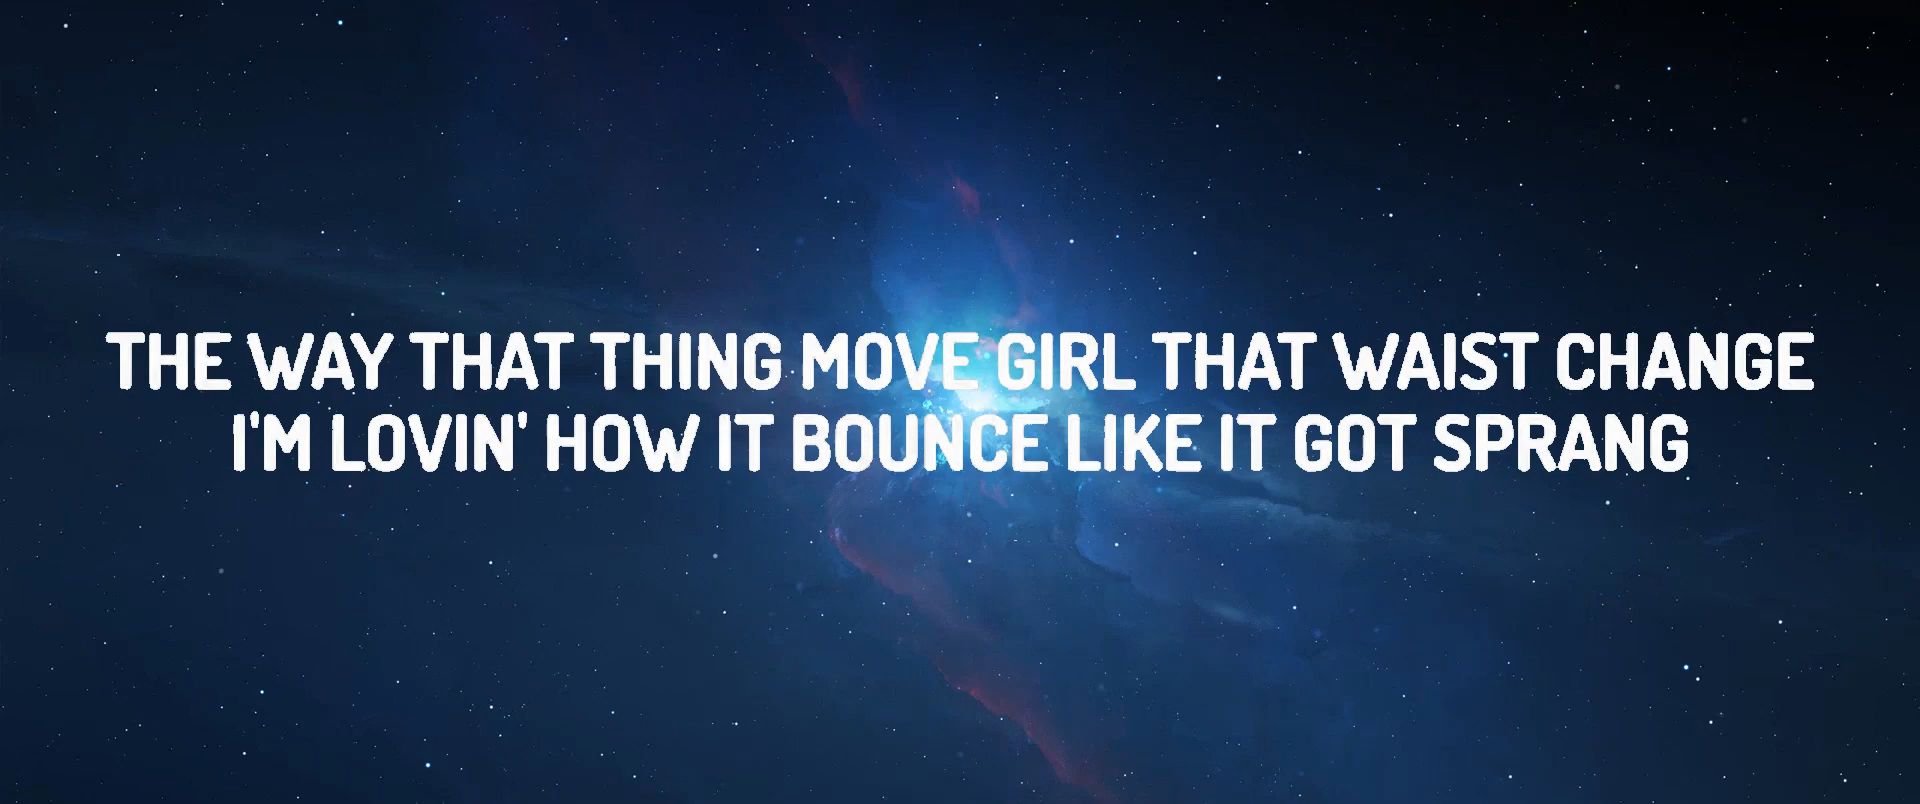 THE WAY THAT THING MOVE GIRL THAT WAIST CHANGE
I'M LOVIN' HOW IT BOUNCE LIKE IT GOT SPRANG